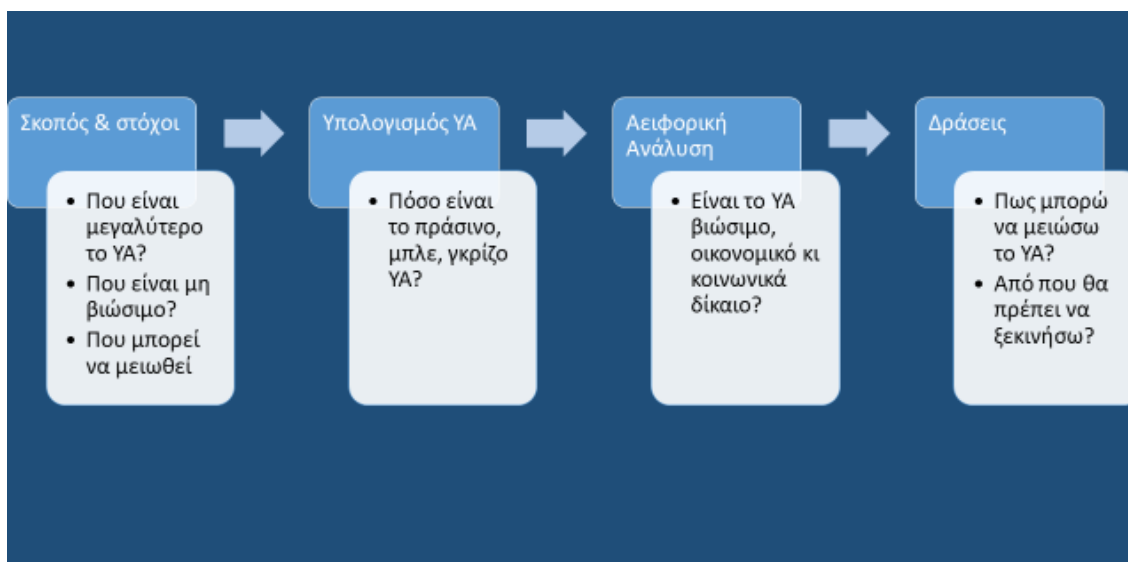 Σκοπός & στόχοι
• Που είναι
μεγαλύτερο
το ΥΑ?
• Που είναι μη
βιώσιμο?
• Που μπορεί
να μειωθεί
Υπολογισμός ΥΑ
• Πόσο είναι
το πράσινο,
μπλε, γκρίζο
ΥΑ?
Αειφορική
Ανάλυση
• Είναι το ΥΑ
βιώσιμο,
οικονομικό κι
κοινωνικά
δίκαιο?
Δράσεις
• Πως μπορώ
να μειώσω
το ΥΑ?
• Από που θα
πρέπει να
ξεκινήσω?